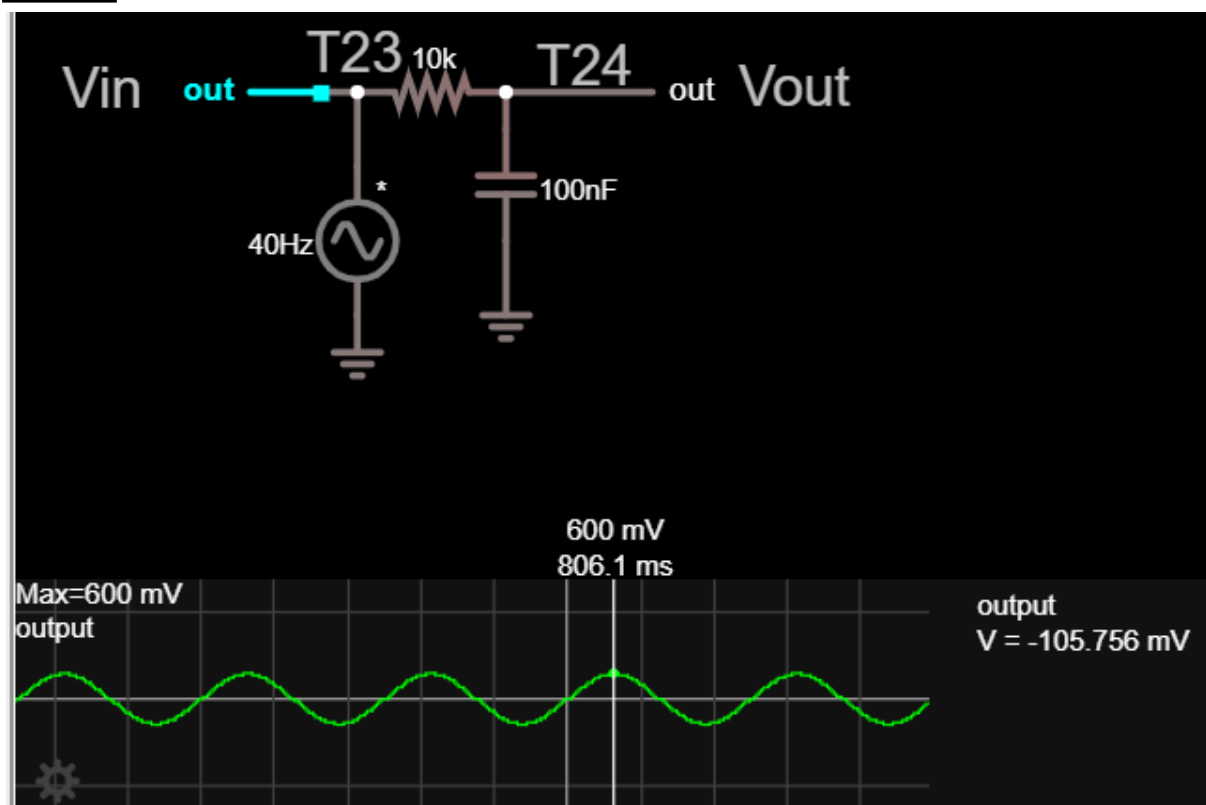 T23
10k
T24
Vin
out
out
Vout
*
100nF
40Hz
600 mV
806.1 ms
Max=600 mV
output
output
V = -105.756 mV